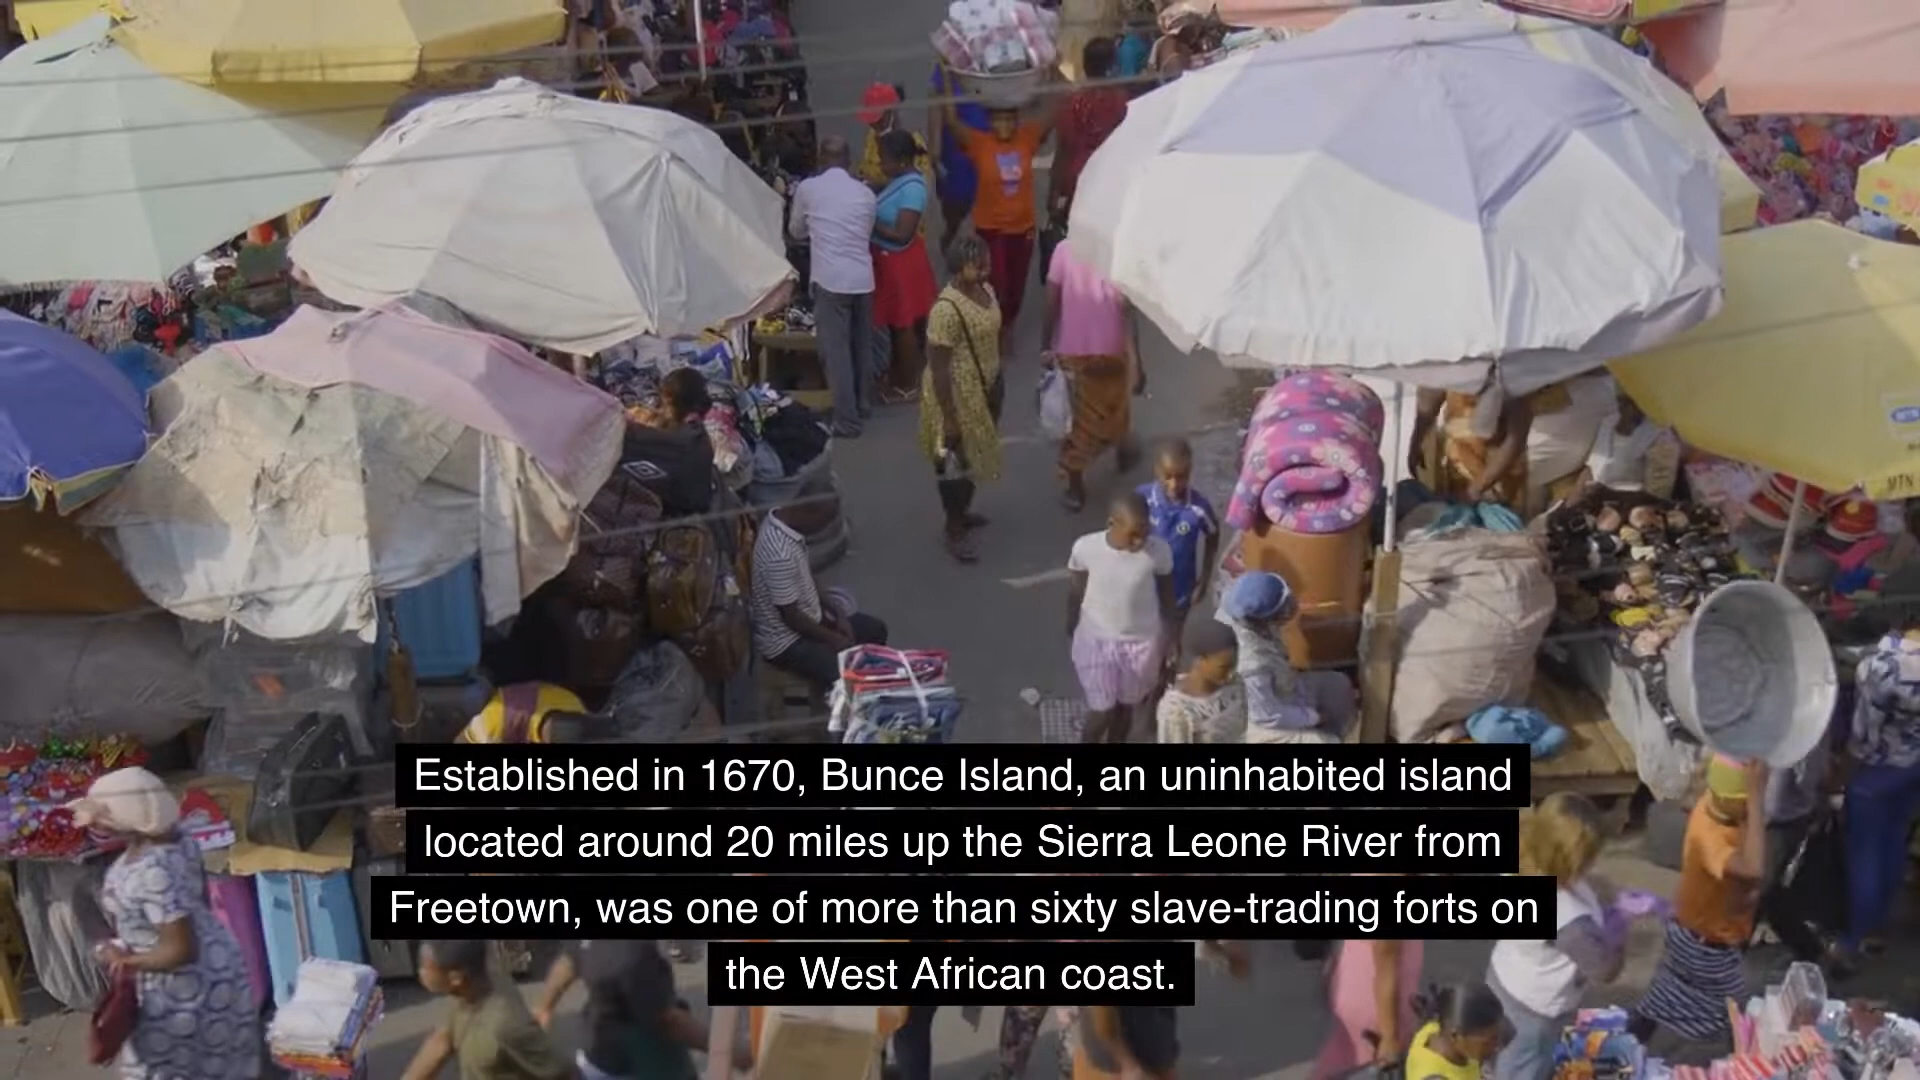 MTN
Established in 1670, Bunce Island, an uninhabited island
located around 20 miles up the Sierra Leone River from
Freetown, was one of more than sixty slave-trading forts on
the West African coast.